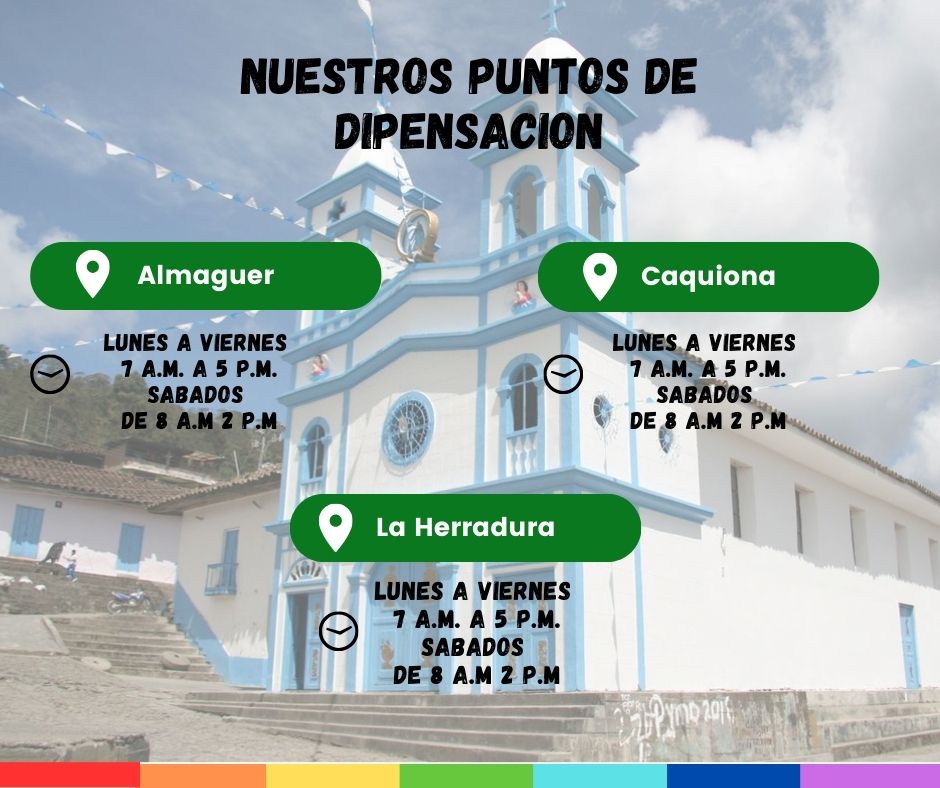 NUESTROS PUNTOS DE
DIPENSACION
Almaguer
LUNES A VIERNES
7 A.M. A 5 P.M.
SABADOS
DE 8 A.M 2 P.M
Caquiona
LUNES A VIERNES
7 A.M. A 5 P.M.
SABADOS
DE 8 A.M 2 P.M
La Herradura
LUNES A VIERNES
7 A.M. A 5 P.M.
SABADOS
DE 8 A.M 2 P.M